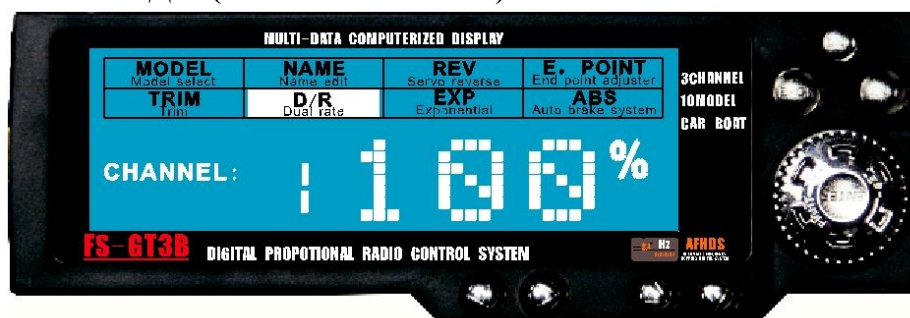 MULTI-DATA COMPUTERIZED DISPLAY
MODEL NAME REV E. POINT
Model select Name edit Servo reverse End point adjuster
TRIM D/R EXP ABS
Trim Dual rate Exponential Auto brake system
3CHANNEL
10MODEL
CAR BOAT
CHANNEL: 1 100%
FS-GT3B DIGITAL PROPOTIONAL RADIO CONTROL SYSTEM
Hz AFHDS